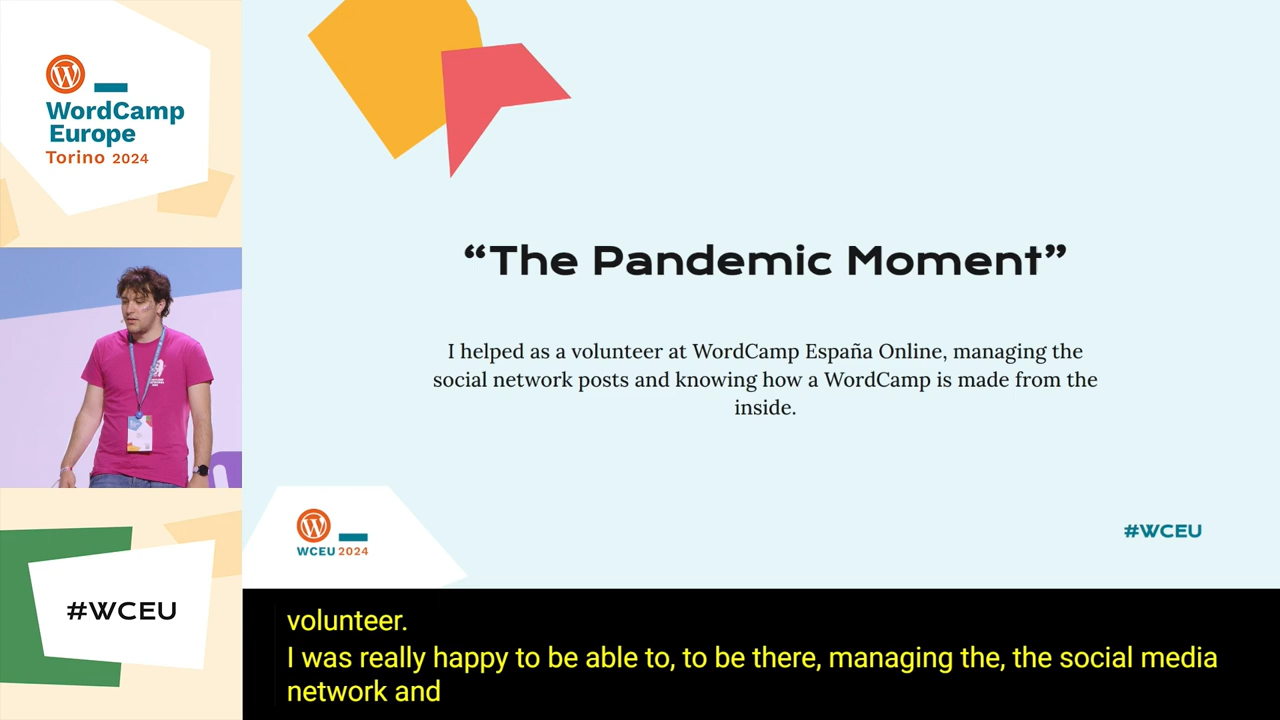 WordCamp
Europe
Torino 2024
“The Pandemic Moment”
I helped as a volunteer at WordCamp España Online, managing the
social network posts and knowing how a WordCamp is made from the
inside.
WCEU 2024
#WCEU
#WCEU
volunteer.
I was really happy to be able to, to be there, managing the, the social media
network and